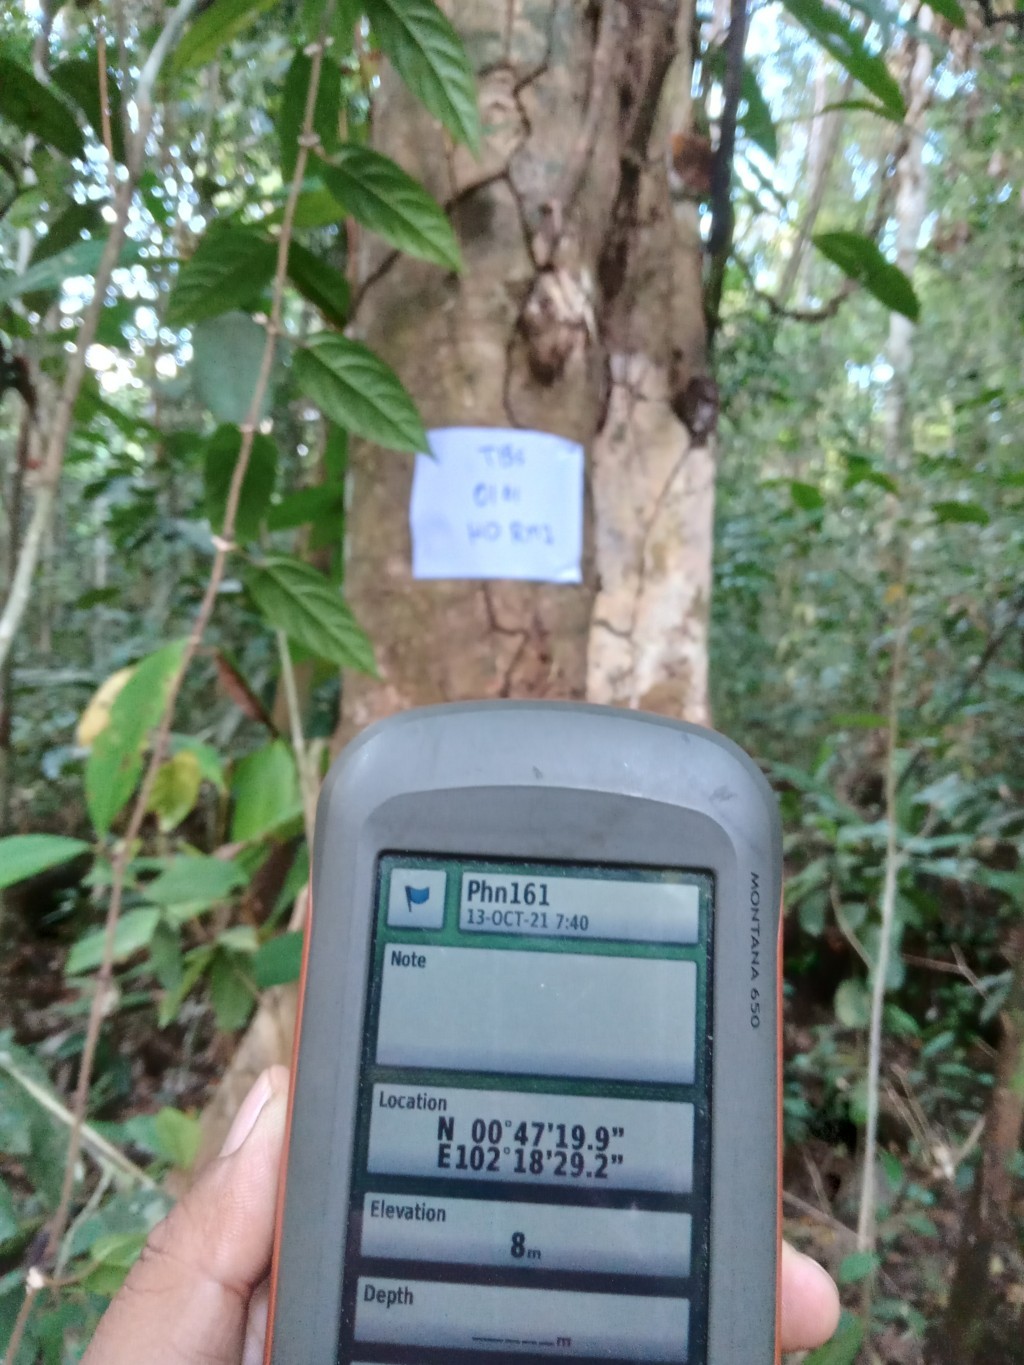 Phn161
13-OCT-21 7:40
Note
Location
N 00°47'19.9"
E102°18'29.2"
Elevation
8m
Depth
_____m
MONTANA 650